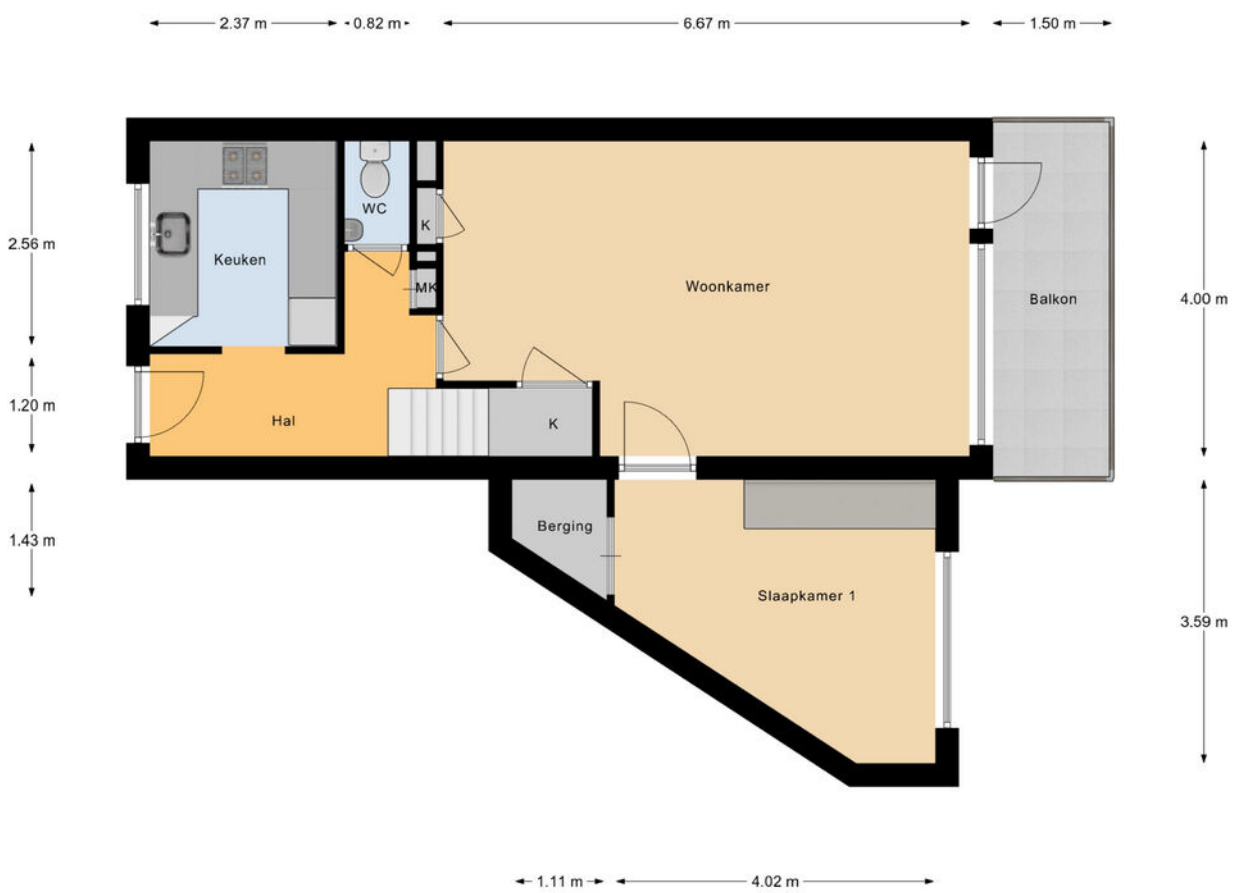 2.37 m
0.82 m
6.67 m
1.50 m
WC
K
2.56 m
Keuken
MK
Woonkamer
Balkon
4.00 m
1.20 m
Hal
K
1.43 m
Berging
Slaapkamer 1
3.59 m
1.11 m
4.02 m